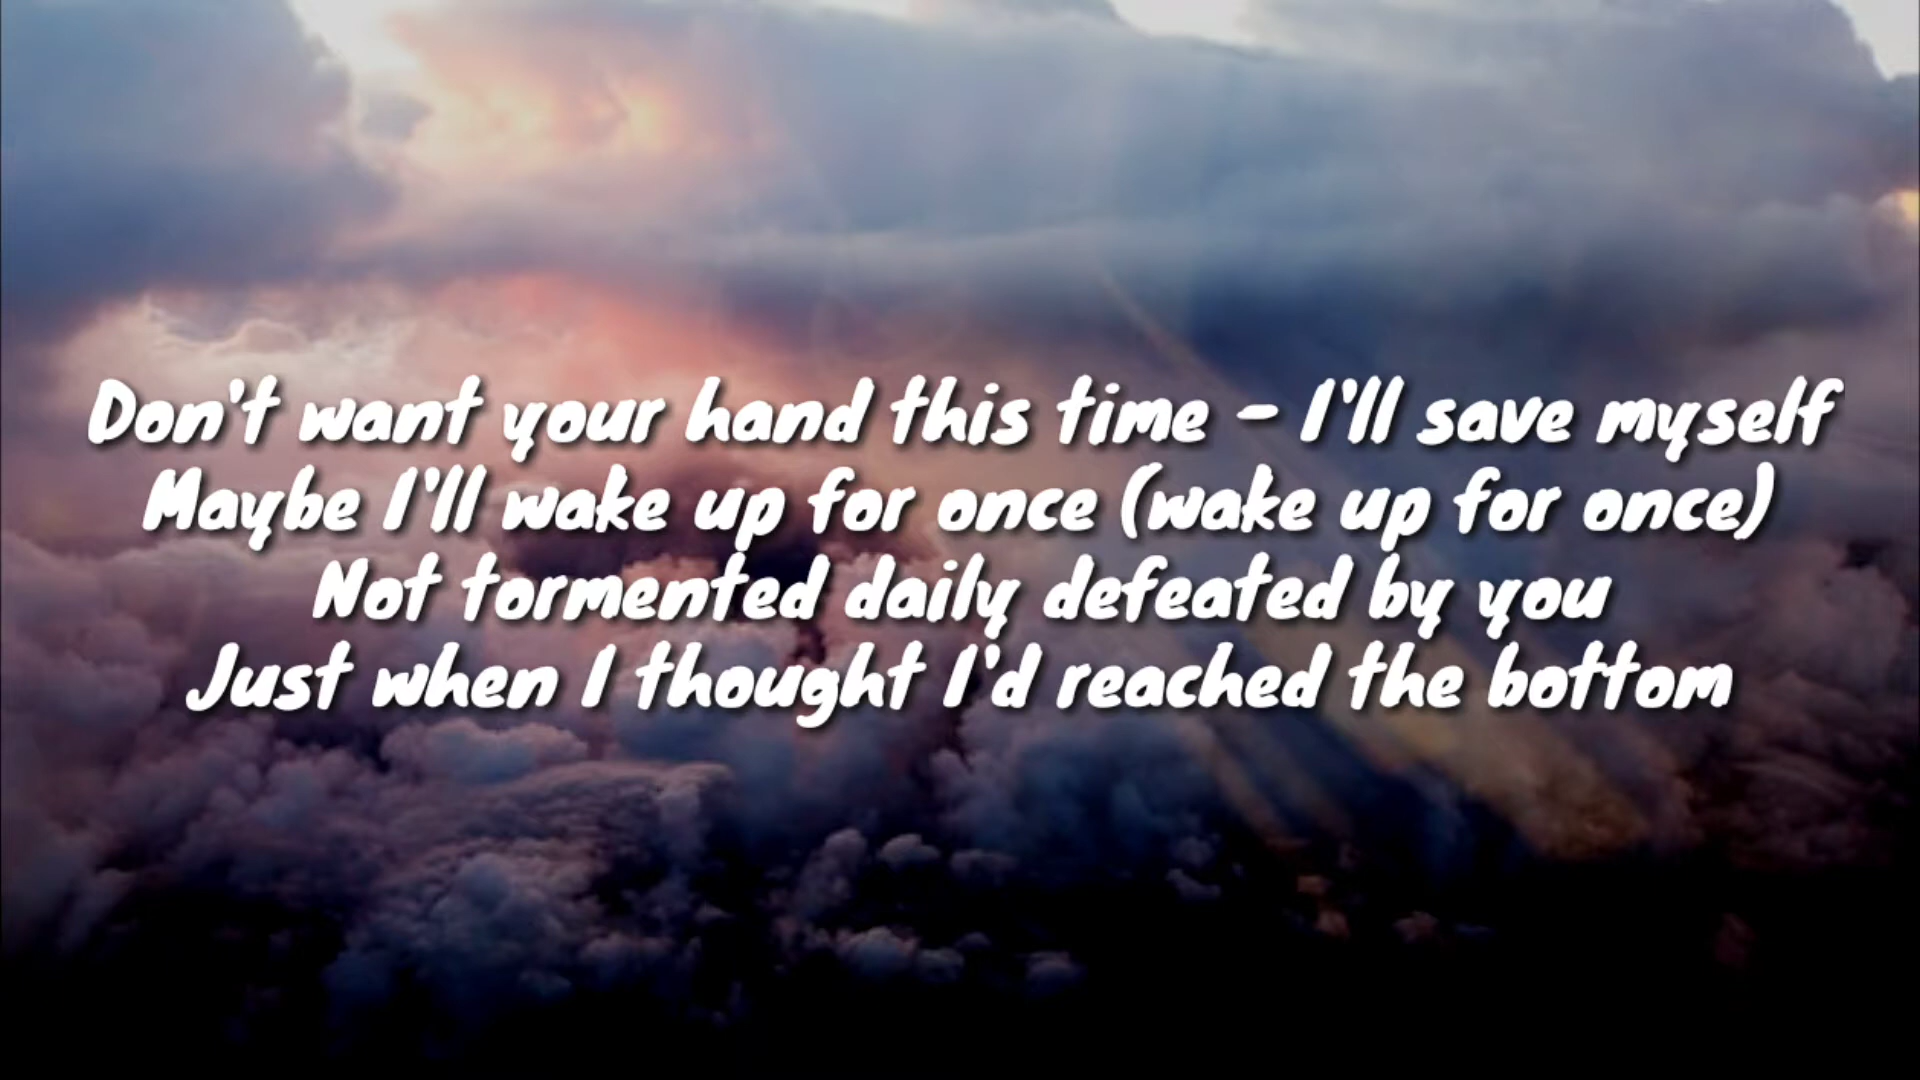 Don't want your hand this time - I'll save myself
Maybe I'll wake up for once (wake up for once)
Not tormented daily defeated by you
Just when I thought I'd reached the bottom